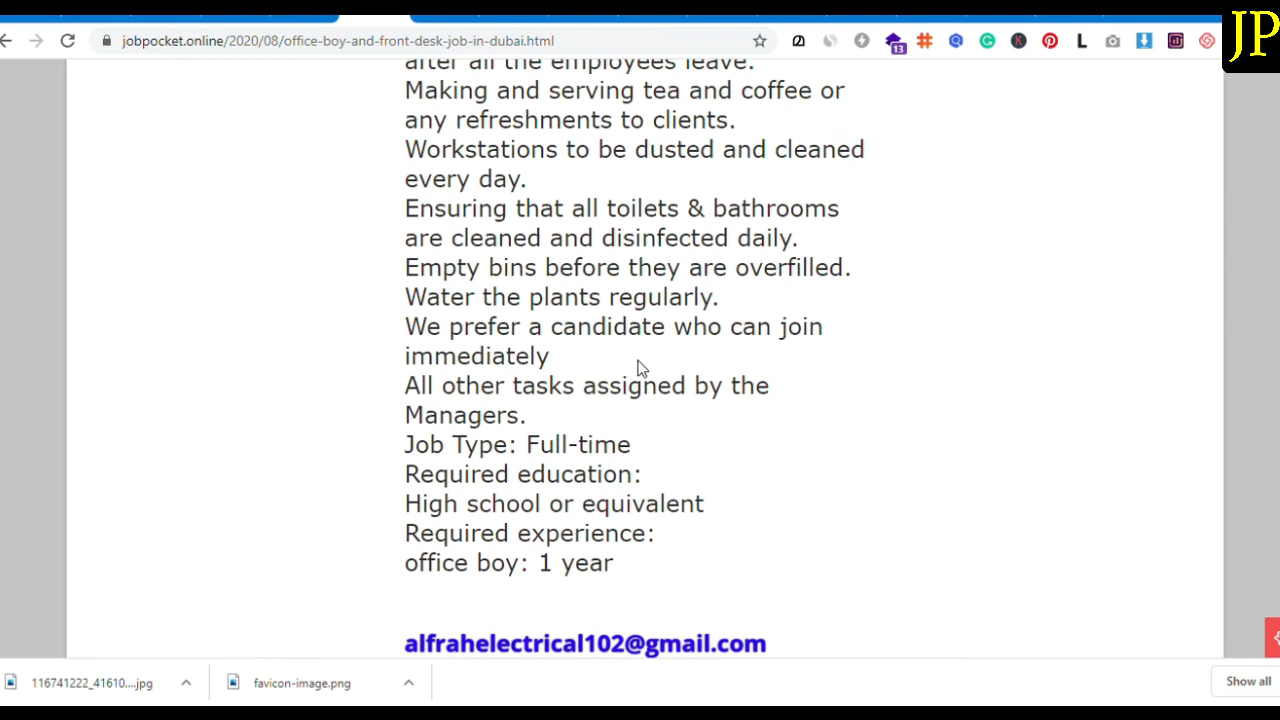 JP
jobpocket.online/2020/08/office-boy-and-front-desk-job-in-dubai.html
13
after all the employees leave.
Making and serving tea and coffee or
any refreshments to clients.
Workstations to be dusted and cleaned
every day.
Ensuring that all toilets & bathrooms
are cleaned and disinfected daily.
Empty bins before they are overfilled.
Water the plants regularly.
We prefer a candidate who can join
immediately
All other tasks assigned by the
Managers.
Job Type: Full-time
Required education:
High school or equivalent
Required experience:
office boy: 1 year
alfrahelectrical102@gmail.com
116741222_41610....jpg
favicon-image.png
Show all